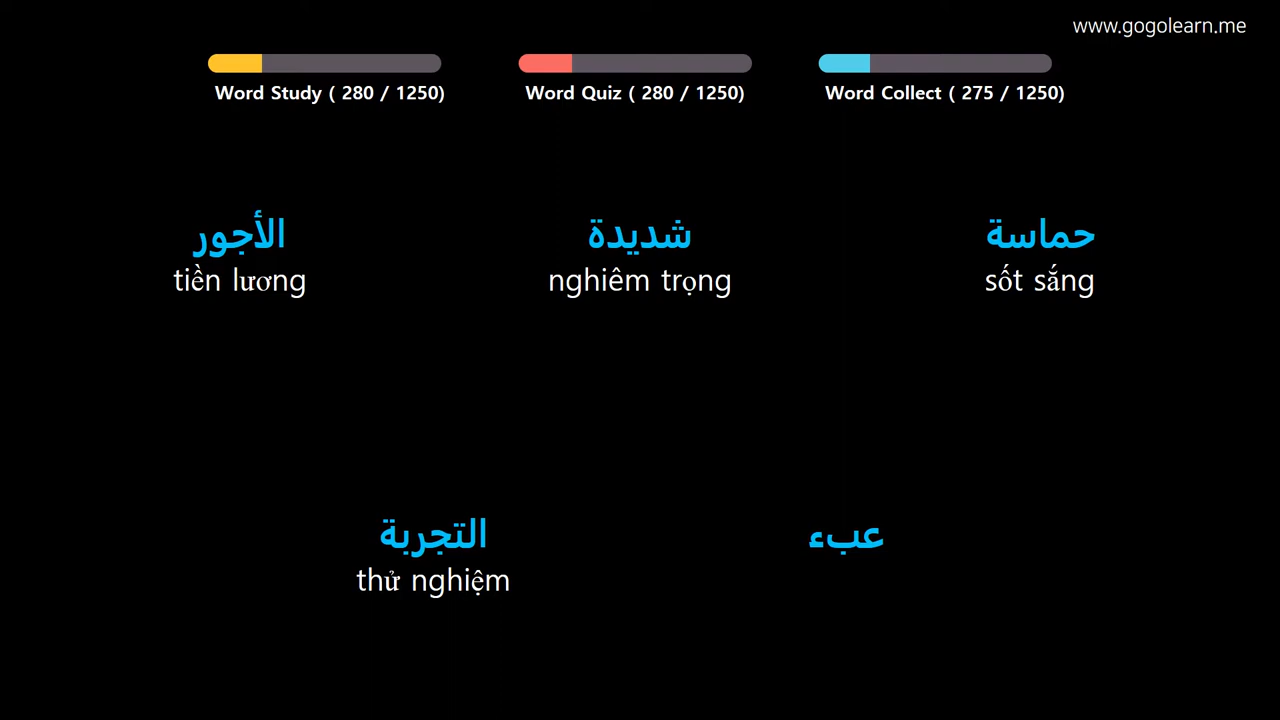 www.gogolearn.me
Word Study ( 280 / 1250)
Word Quiz ( 280 / 1250)
Word Collect ( 275 / 1250)
الأجور
tiền lương
شديدة
nghiêm trọng
حماسة
sốt sắng
التجربة
thử nghiệm
عبء